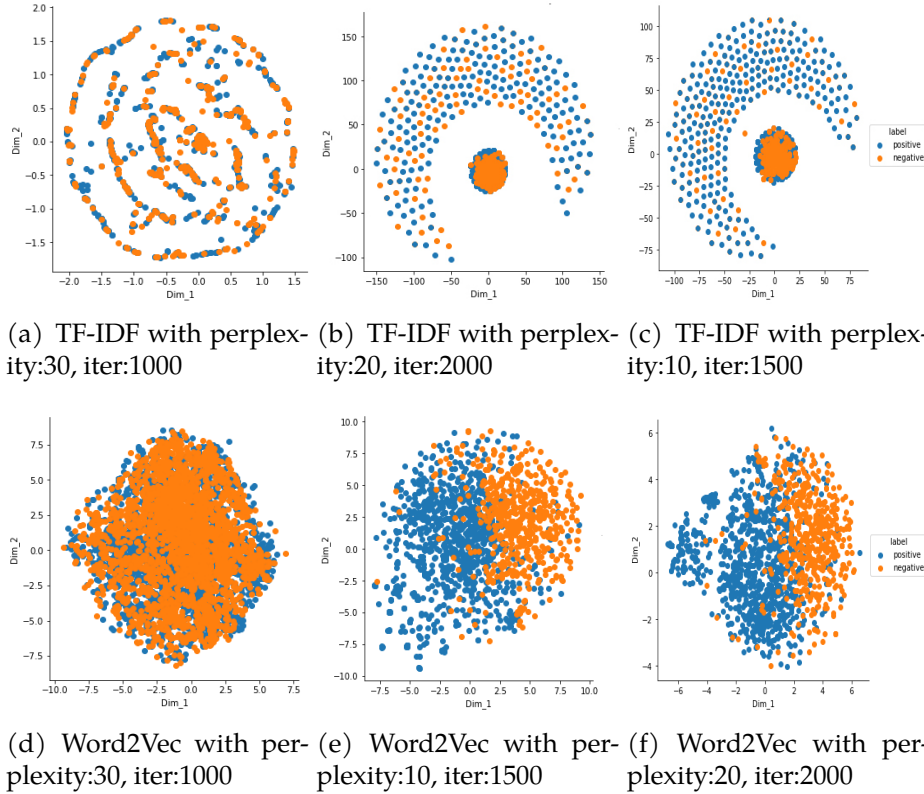 2.0
1.5
1.0
0.5
0.0
−0.5
−1.0
−1.5
Dim_2
−2.0 −1.5 −1.0 −0.5 0.0 0.5 1.0 1.5
Dim_1
150
100
50
0
−50
−100
Dim_2
−150 −100 −50 0 50 100 150
Dim_1
100
75
50
25
0
−25
−50
−75
Dim_2
−100 −75 −50 −25 0 25 50 75
Dim_1
label
positive
negative
(a) TF-IDF with perplex-
ity:30, iter:1000
(b) TF-IDF with perplex-
ity:20, iter:2000
(c) TF-IDF with perplex-
ity:10, iter:1500
7.5
5.0
2.5
0.0
−2.5
−5.0
−7.5
Dim_2
−10.0 −7.5 −5.0 −2.5 0.0 2.5 5.0 7.5
Dim_1
10.0
7.5
5.0
2.5
0.0
−2.5
−5.0
−7.5
−10.0
Dim_2
−7.5 −5.0 −2.5 0.0 2.5 5.0 7.5 10.0
Dim_1
6
4
2
0
−2
−4
Dim_2
−6 −4 −2 0 2 4 6
Dim_1
label
positive
negative
(d) Word2Vec with per-
plexity:30, iter:1000
(e) Word2Vec with per-
plexity:10, iter:1500
(f) Word2Vec with per-
plexity:20, iter:2000